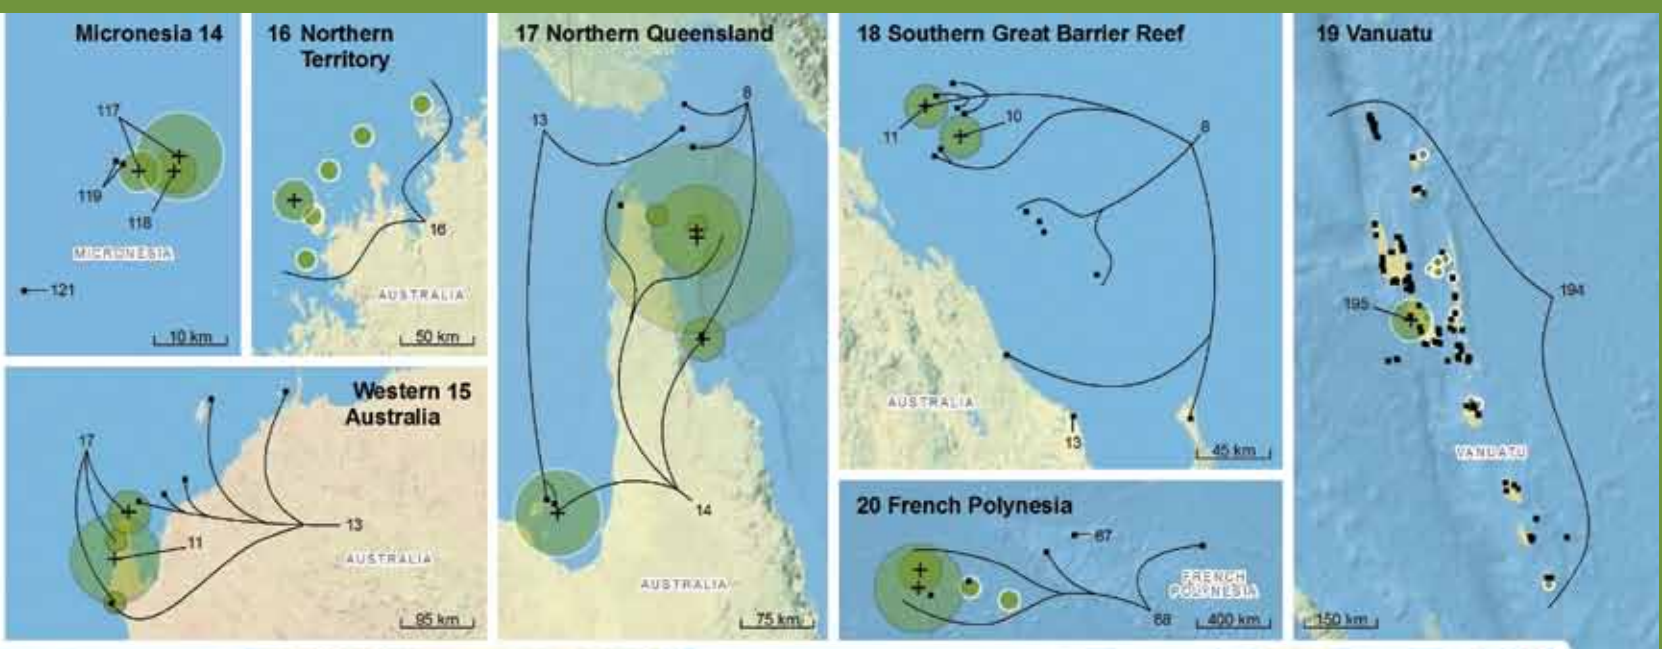 Micronesia 14
117
119
118
MICRONESIA
121
10 km
16 Northern
Territory
16
AUSTRALIA
50 km
Western 15
Australia
17
13
11
AUSTRALIA
95 km
17 Northern Queensland
8
13
14
AUSTRALIA
75 km
18 Southern Great Barrier Reef
11
10
8
AUSTRALIA
13
45 km
20 French Polynesia
67
FRENCH
POLYNESIA
68
400 km
19 Vanuatu
194
195
VANUATU
150 km